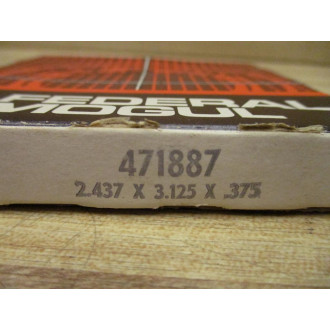 FEDERAL
MOGUL
471887
2.437 X 3.125 X .375